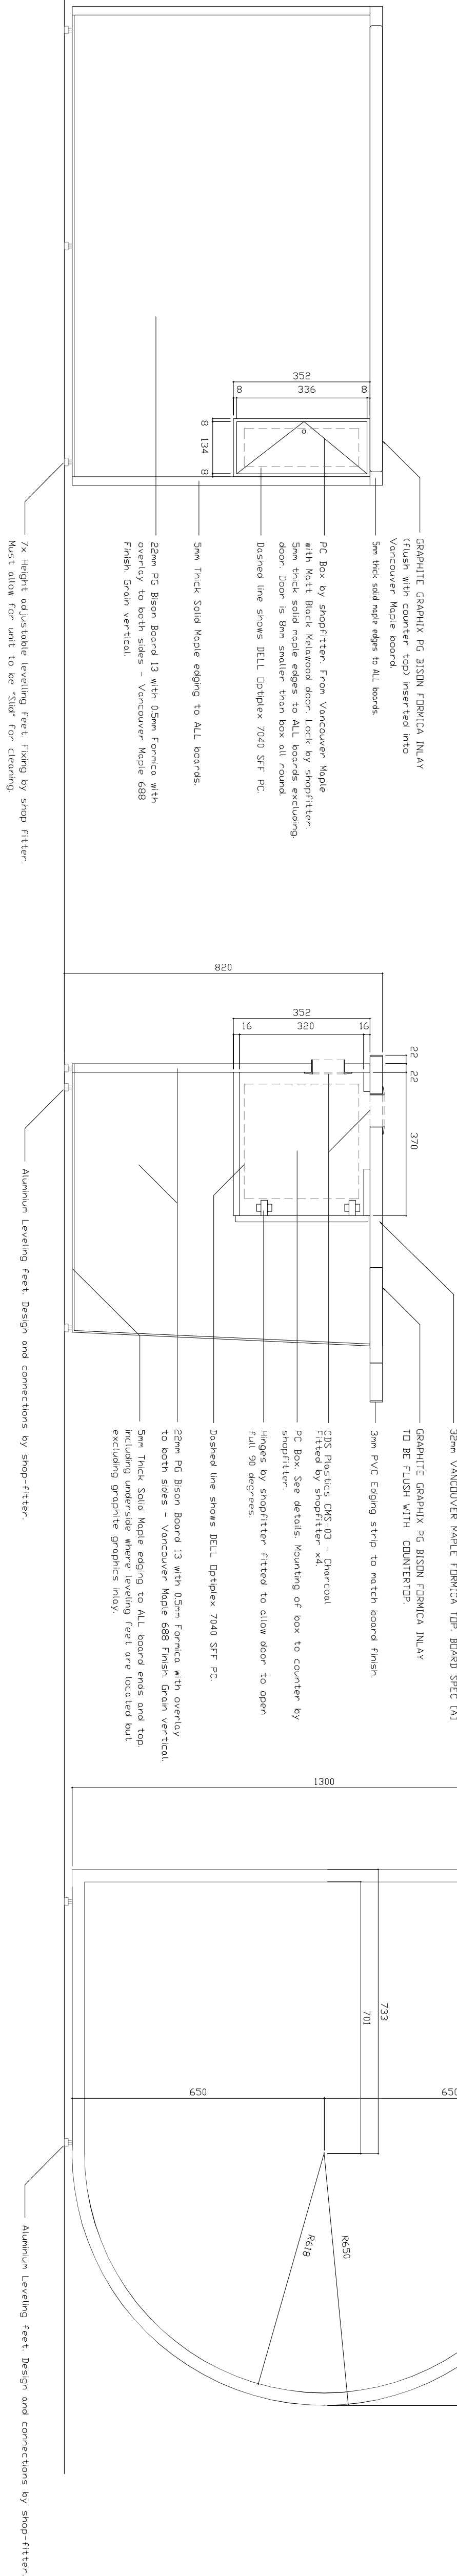 352
8
336
8
8
134
8
GRAPHITE GRAPHIX PG BISON FORMICA INLAY
(flush with counter top) inserted into
Vancouver Maple board.
5mm thick solid maple edges to ALL boards.
PC Box by shopfitter. From Vancouver Maple
with Matt Black Melawood door. Lock by shopfitter.
5mm thick solid maple edges to ALL boards excluding
door. Door is 8mm smaller than box all round.
Dashed line shows DELL Optiplex 7040 SFF PC.
5mm Thick Solid Maple edging to ALL boards.
22mm PG Bison Board 13 with 0.5mm Formica with
overlay to both sides - Vancouver Maple 688
Finish. Grain vertical.
7x Height adjustable levelling feet. Fixing by shop fitter.
Must allow for unit to be "Slid" for cleaning.
820
352
16
320
16
22
22
370
32mm VANCOUVER MAPLE FORMICA TOP. BOARD SPEC [A]
GRAPHITE GRAPHIX PG BISON FORMICA INLAY
TO BE FLUSH WITH COUNTERTOP.
3mm PVC Edging strip to match board finish.
CDS Plastics CMS-03 - Charcoal
Fitted by shopfitter x4.
PC Box. See details. Mounting of box to counter by
shopfitter.
Hinges by shopfitter fitted to allow door to open
full 90 degrees.
Dashed line shows DELL Optiplex 7040 SFF PC.
22mm PG Bison Board 13 with 0.5mm Formica with overlay
to both sides - Vancouver Maple 688 Finish. Grain vertical.
5mm Thick Solid Maple edging to ALL board ends and top.
including underside where leveling feet are located but
excluding graphite graphics inlay.
Aluminium Leveling feet. Design and connections by shop-fitter.
1300
733
701
650
650
R650
R618
Aluminium Leveling feet. Design and connections by shop-fitter.